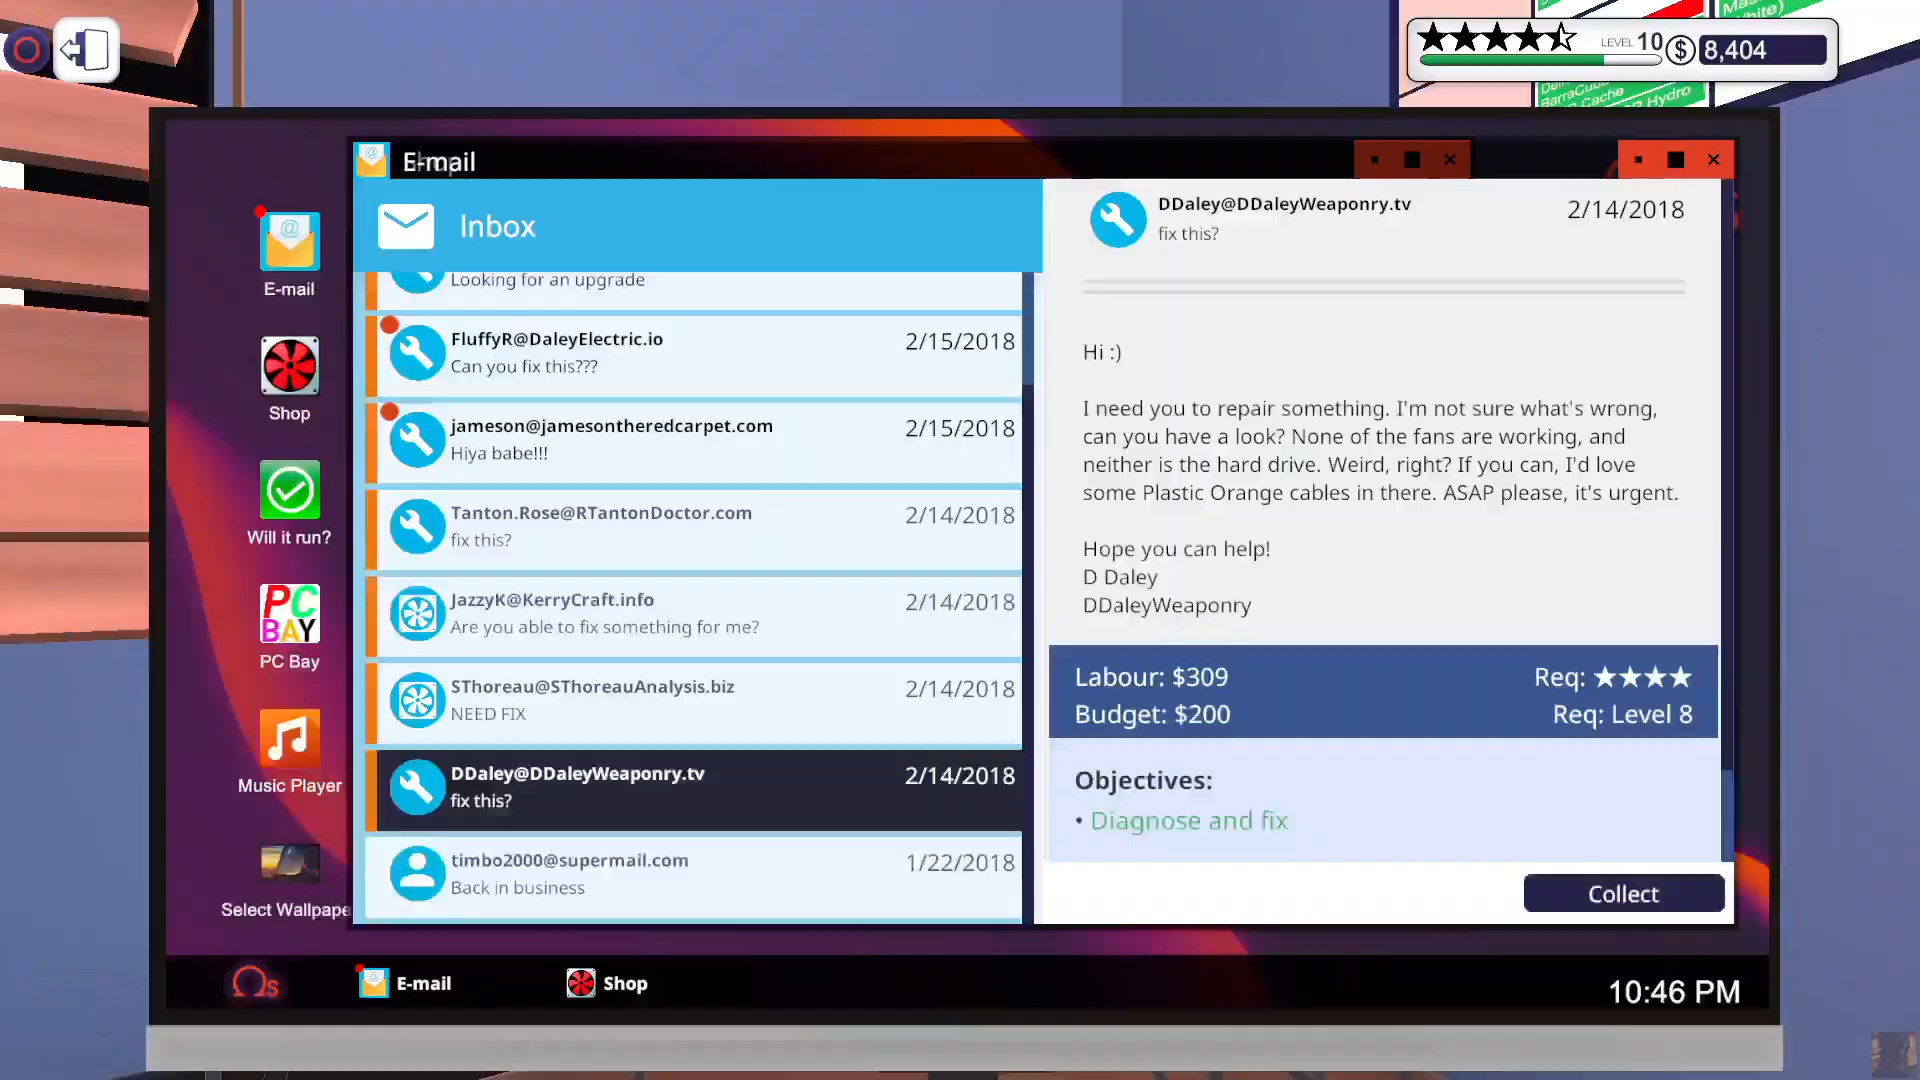 LEVEL 10
$ 8,404
E-mail
Inbox
Looking for an upgrade
FluffyR@DaleyElectric.io
2/15/2018
Can you fix this???
jameson@jamesontheredcarpet.com
2/15/2018
Hiya babe!!!
Tanton.Rose@RTantonDoctor.com
2/14/2018
fix this?
JazzyK@KerryCraft.info
2/14/2018
Are you able to fix something for me?
SThoreau@SThoreauAnalysis.biz
2/14/2018
NEED FIX
DDaley@DDaleyWeaponry.tv
2/14/2018
fix this?
timbo2000@supermail.com
1/22/2018
Back in business
DDaley@DDaleyWeaponry.tv
2/14/2018
fix this?
Hi :)
I need you to repair something. I'm not sure what's wrong,
can you have a look? None of the fans are working, and
neither is the hard drive. Weird, right? If you can, I'd love
some Plastic Orange cables in there. ASAP please, it's urgent.
Hope you can help!
D Daley
DDaleyWeaponry
Labour: $309
Req: ★★★★
Budget: $200
Req: Level 8
Objectives:
• Diagnose and fix
Collect
E-mail
Shop
Will it run?
PC
BAY
PC Bay
Music Player
Select Wallpape
Ωs
E-mail
Shop
10:46 PM